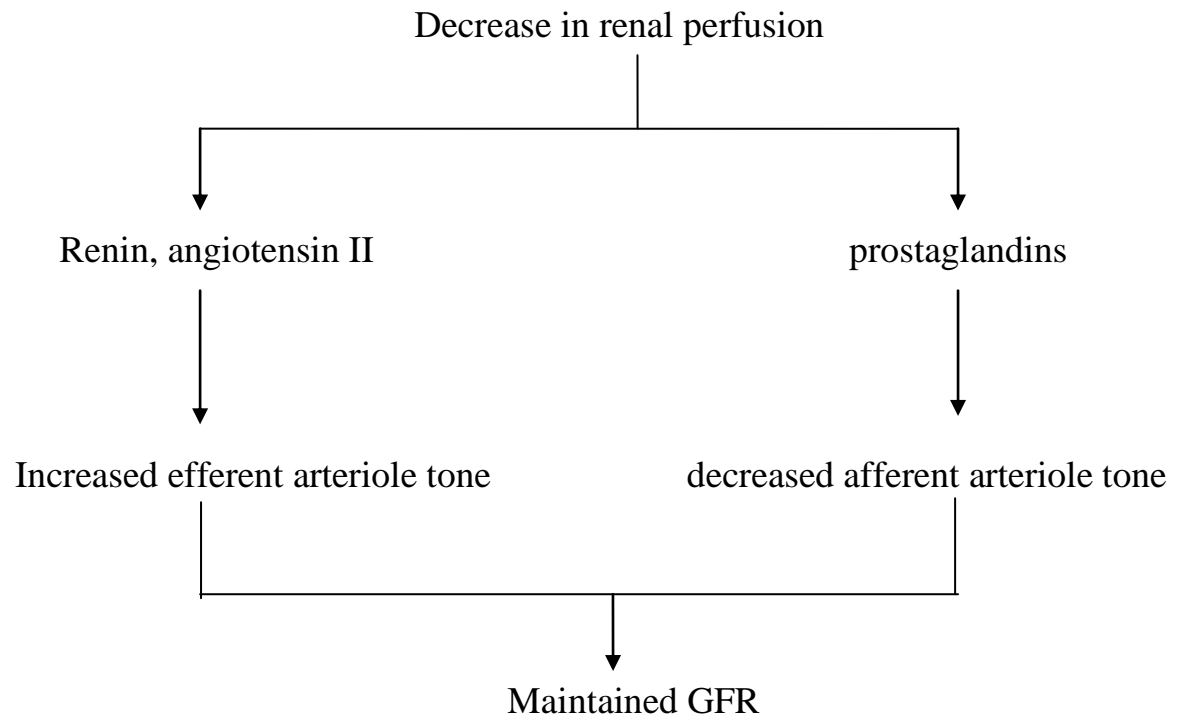 Decrease in renal perfusion
Renin, angiotensin II
prostaglandins
Increased efferent arteriole tone
decreased afferent arteriole tone
Maintained GFR